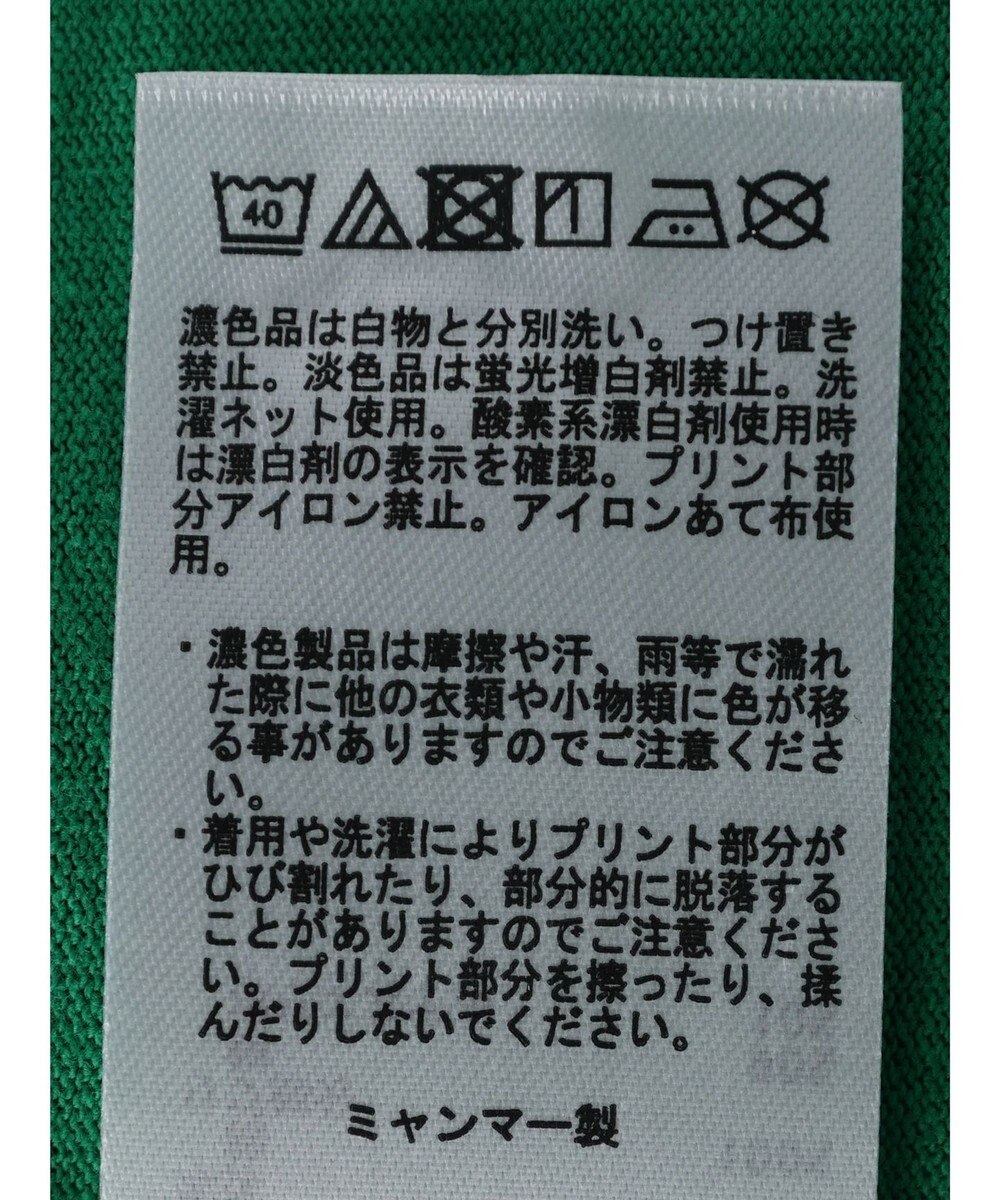 40
濃色品は白物と分別洗い。つけ置き
禁止。淡色品は蛍光増白剤禁止。洗
濯ネット使用。酸素系漂白剤使用時
は漂白剤の表示を確認。プリント部
分アイロン禁止。アイロンあて布使
用。
・濃色製品は摩擦や汗、雨等で濡れ
た際に他の衣類や小物類に色が移
る事がありますのでご注意くださ
い。
・着用や洗濯によりプリント部分が
ひび割れたり、部分的に脱落する
ことがありますのでご注意くださ
い。プリント部分を擦ったり、揉
んだりしないでください。
ミャンマー製